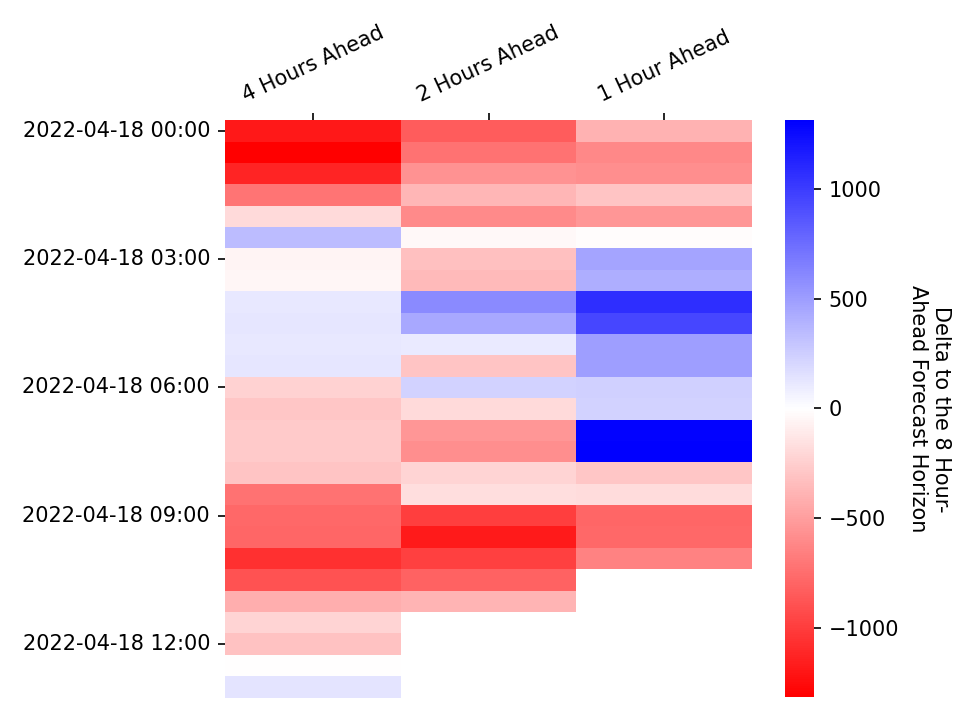 4 Hours Ahead
2 Hours Ahead
1 Hour Ahead
2022-04-18 00:00
2022-04-18 03:00
2022-04-18 06:00
2022-04-18 09:00
2022-04-18 12:00
1000
500
0
−500
−1000
Delta to the 8 Hour-
Ahead Forecast Horizon